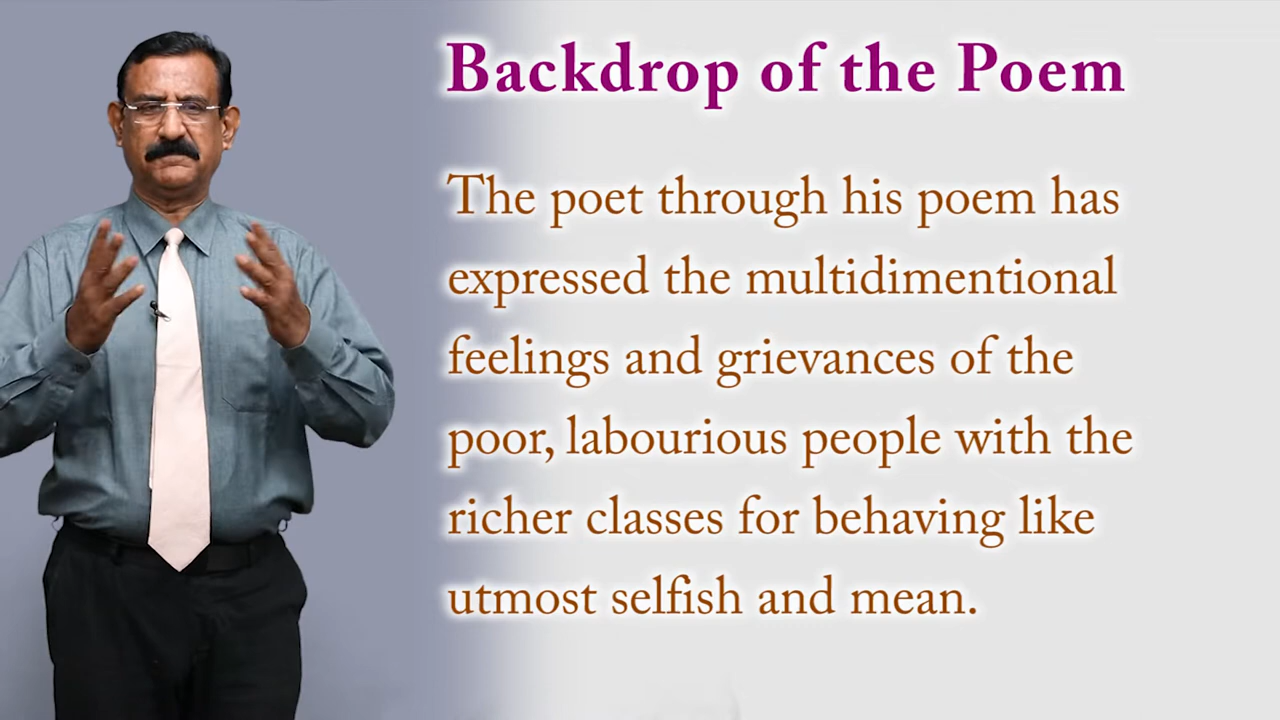 Backdrop of the Poem
The poet through his poem has
expressed the multidimentional
feelings and grievances of the
poor, labourious people with the
richer classes for behaving like
utmost selfish and mean.